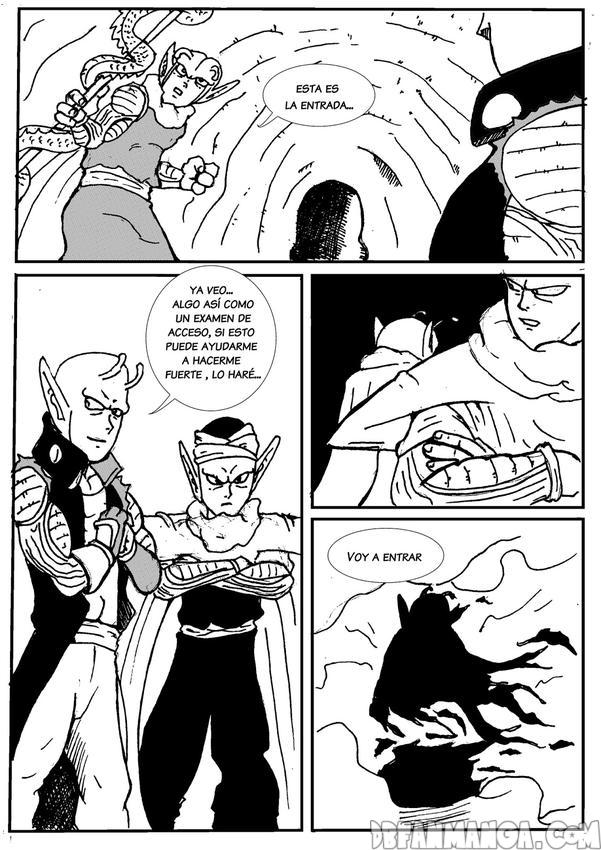 ESTA ES
LA ENTRADA...
YA VEO...
ALGO ASÍ COMO
UN EXAMEN DE
ACCESO, SI ESTO
PUEDE AYUDARME
A HACERME
FUERTE , LO HARÉ...
VOY A ENTRAR
DBFANMANGA.COM